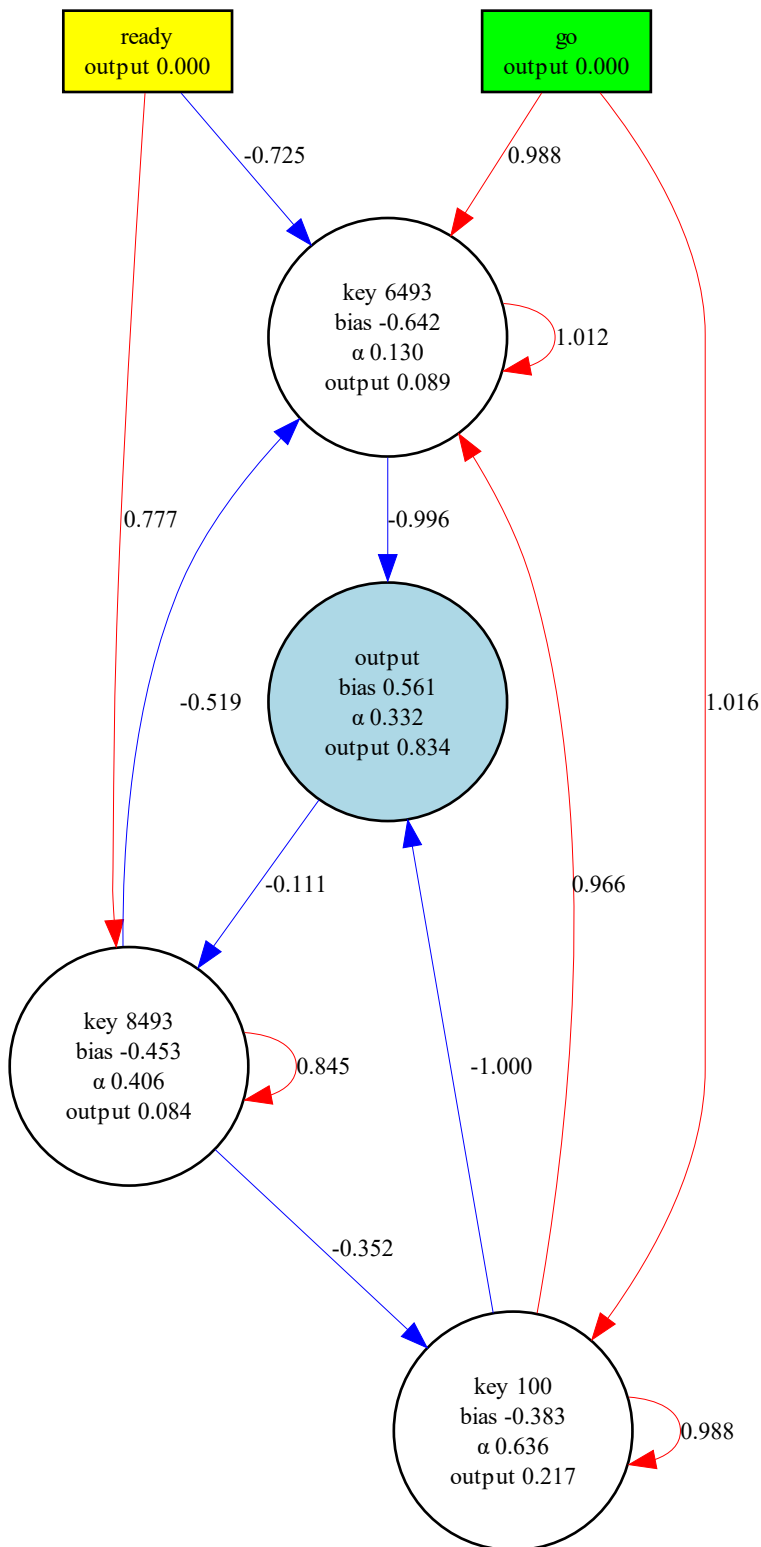 ready
output 0.000
go
output 0.000
-0.725
0.988
key 6493
bias -0.642
α 0.130
output 0.089
1.012
0.777
-0.996
-0.519
output
bias 0.561
α 0.332
output 0.834
1.016
-0.111
0.966
key 8493
bias -0.453
α 0.406
output 0.084
0.845
-1.000
-0.352
key 100
bias -0.383
α 0.636
output 0.217
0.988